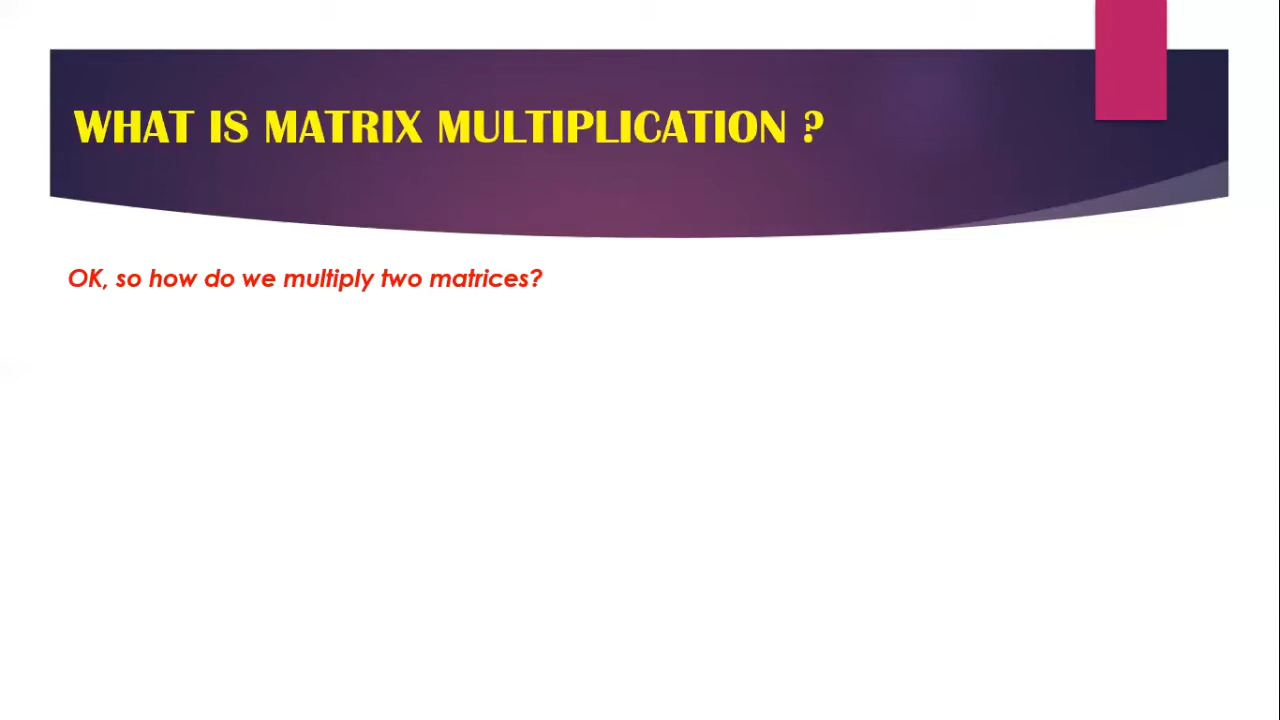 WHAT IS MATRIX MULTIPLICATION ?
OK, so how do we multiply two matrices?